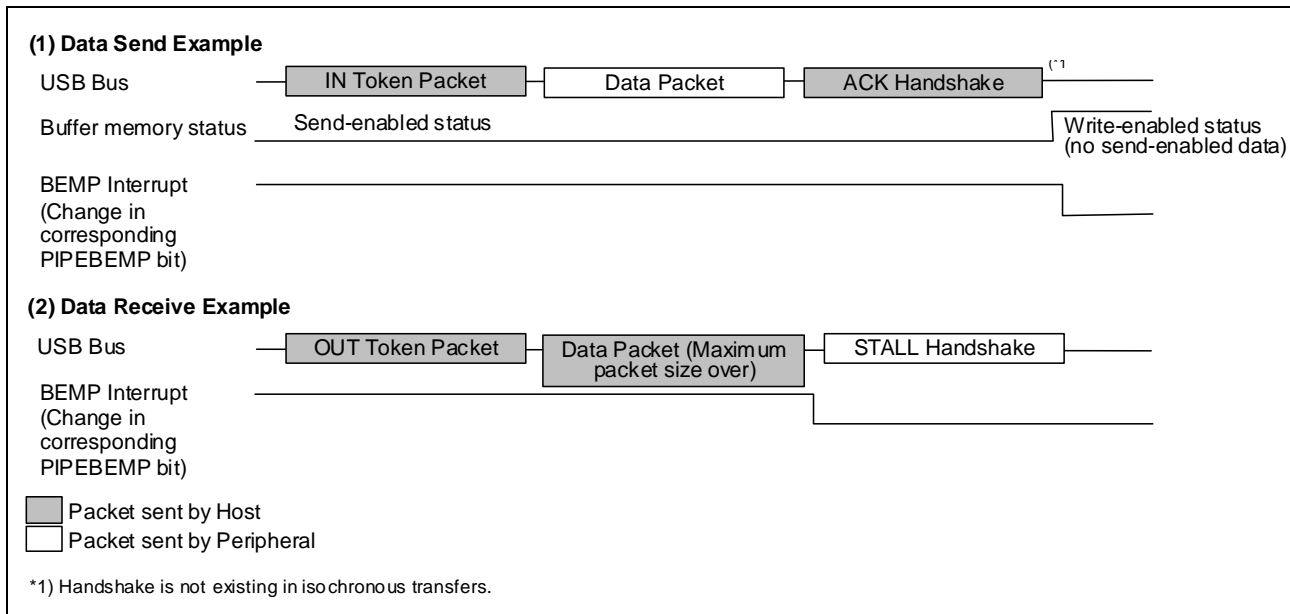 (1) Data Send Example
USB Bus
IN Token Packet
Data Packet
ACK Handshake
Buffer memory status
Send-enabled status
Write-enabled status
(no send-enabled data)
BEMP Interrupt
(Change in
corresponding
PIPEBEMP bit)
(2) Data Receive Example
USB Bus
OUT Token Packet
Data Packet (Maximum
packet size over)
STALL Handshake
BEMP Interrupt
(Change in
corresponding
PIPEBEMP bit)
Packet sent by Host
Packet sent by Peripheral
*1) Handshake is not existing in isochronous transfers.